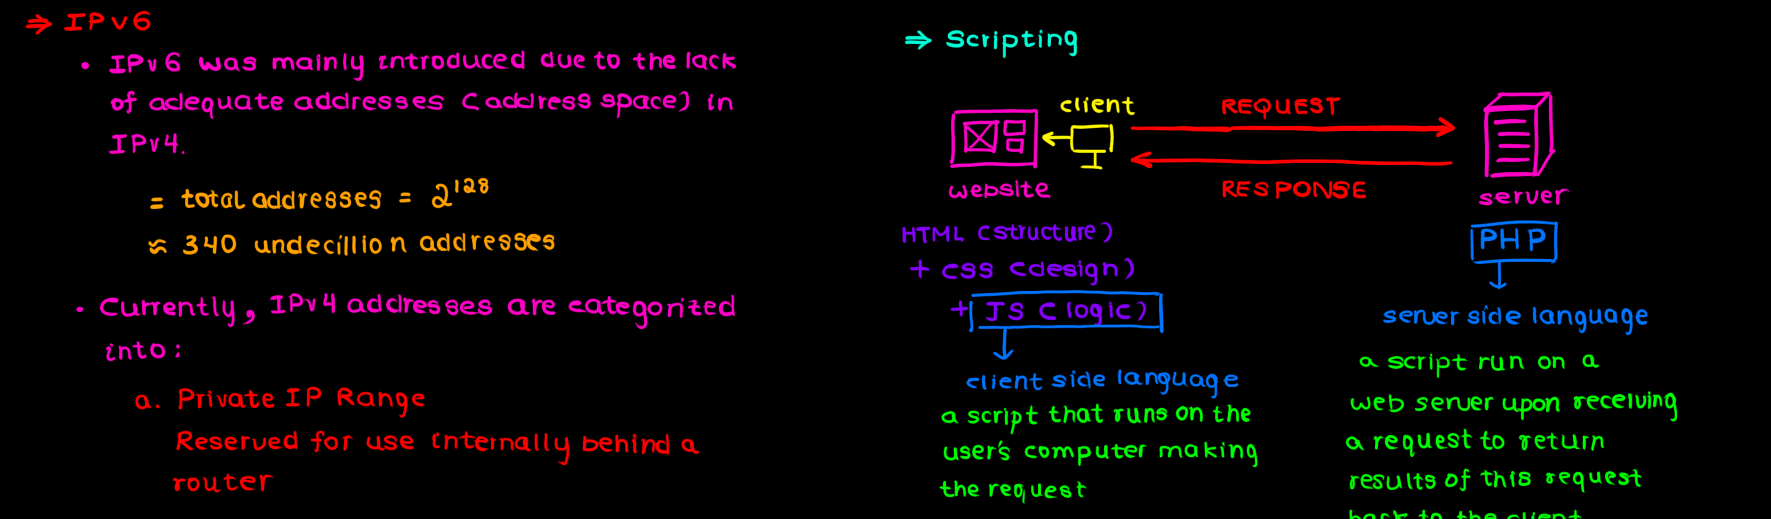 ⇒ IPv6
• IPv6 was mainly introduced due to the lack
of adequate addresses (address space) in
IPv4.
= total addresses = 2^128
≈ 340 undecillion addresses
• Currently, IPv4 addresses are categorized
into:
a. Private IP Range
Reserved for use internally behind a
router
⇒ Scripting
client
REQUEST
RESPONSE
website
server
HTML (structure)
+ CSS (design)
+ JS (logic)
client side language
a script that runs on the
user's computer making
the request
PHP
server side language
a script run on a
web server upon receiving
a request to return
results of this request
back to the client